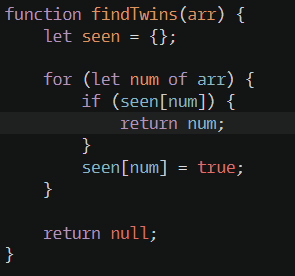 function findTwins(arr) {
    let seen = {};

    for (let num of arr) {
        if (seen[num]) {
            return num;
        }
        seen[num] = true;
    }

    return null;
}